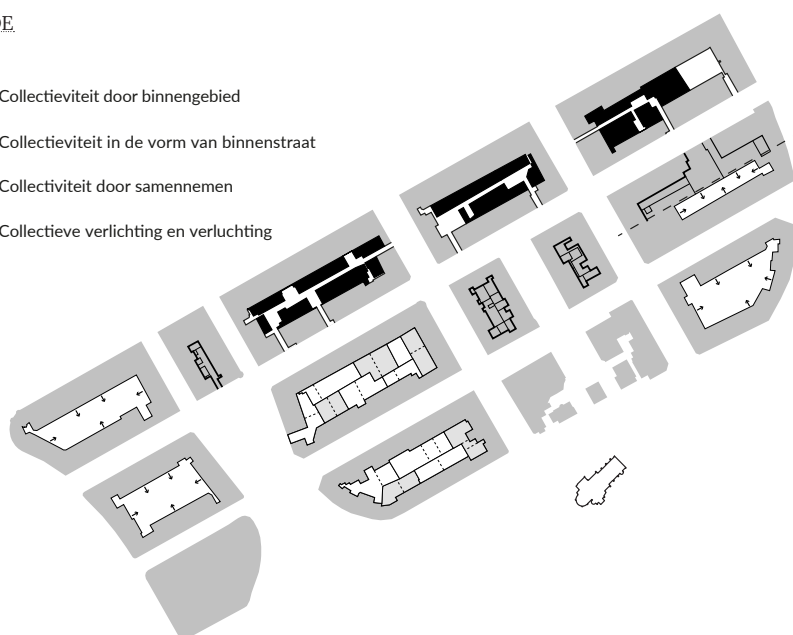 DE
Collectieviteit door binnengebied
Collectieviteit in de vorm van binnenstraat
Collectiviteit door samennemen
Collectieve verlichting en verluchting